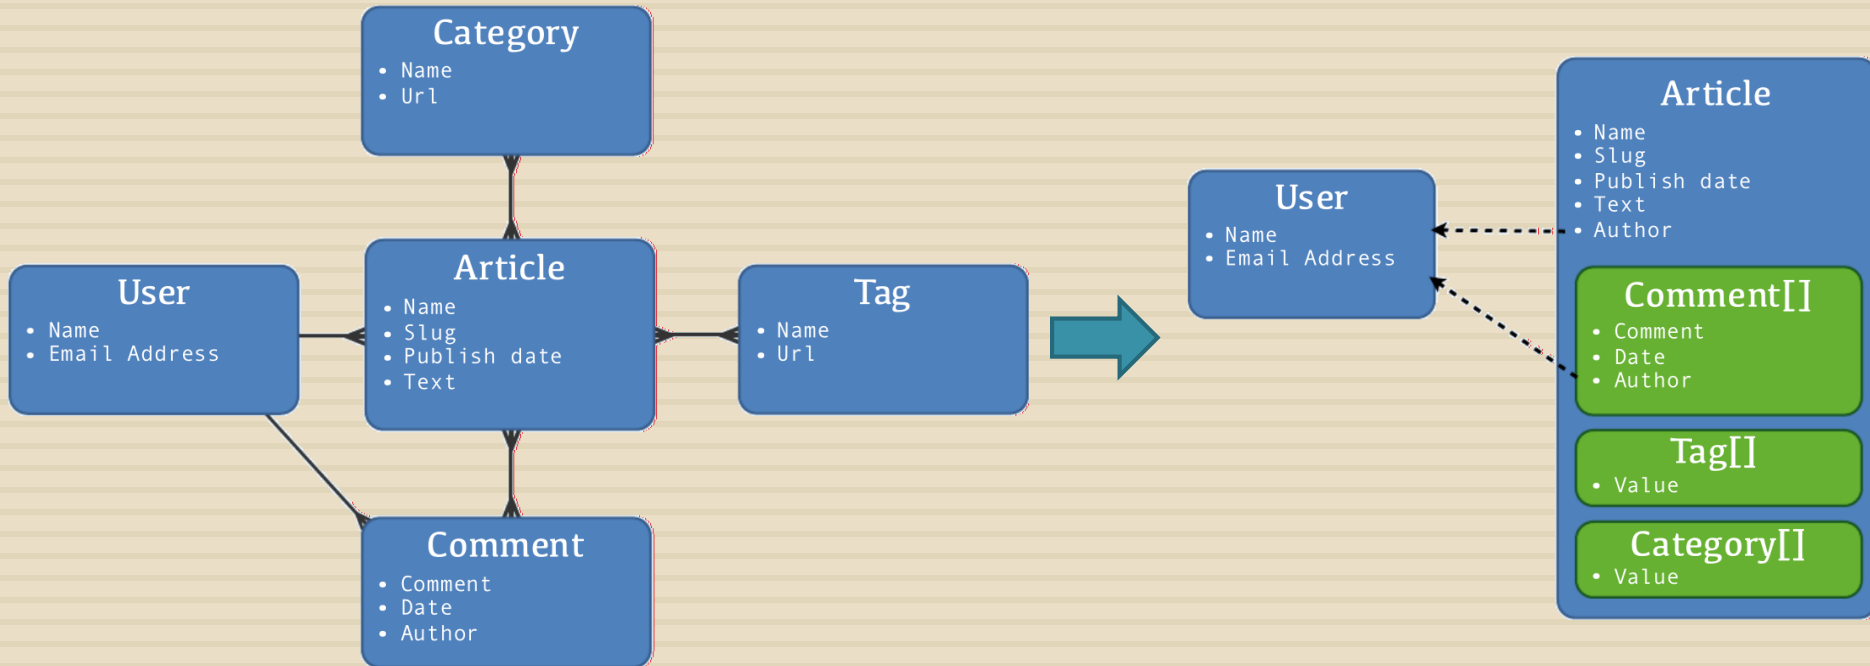 Category
• Name
• Url
User
• Name
• Email Address
Article
• Name
• Slug
• Publish date
• Text
Tag
• Name
• Url
Comment
• Comment
• Date
• Author
User
• Name
• Email Address
Article
• Name
• Slug
• Publish date
• Text
• Author
Comment[]
• Comment
• Date
• Author
Tag[]
• Value
Category[]
• Value